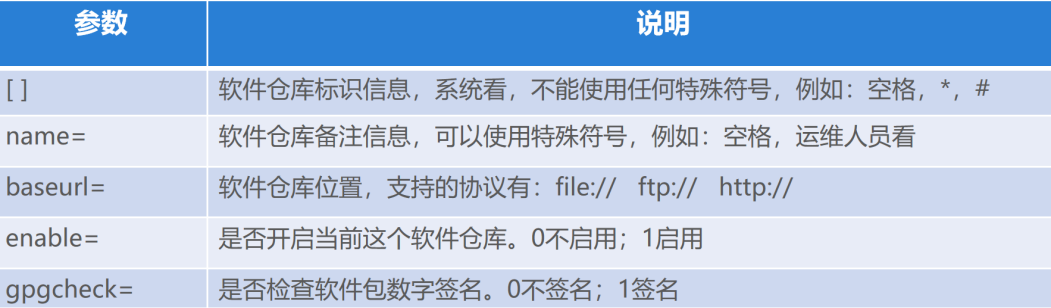 参数 说明
[ ] 软件仓库标识信息，系统看，不能使用任何特殊符号，例如：空格，*，#
name= 软件仓库备注信息，可以使用特殊符号，例如：空格，运维人员看
baseurl= 软件仓库位置，支持的协议有：file:// ftp:// http://
enable= 是否开启当前这个软件仓库。0不启用；1启用
gpgcheck= 是否检查软件包数字签名。0不签名；1签名